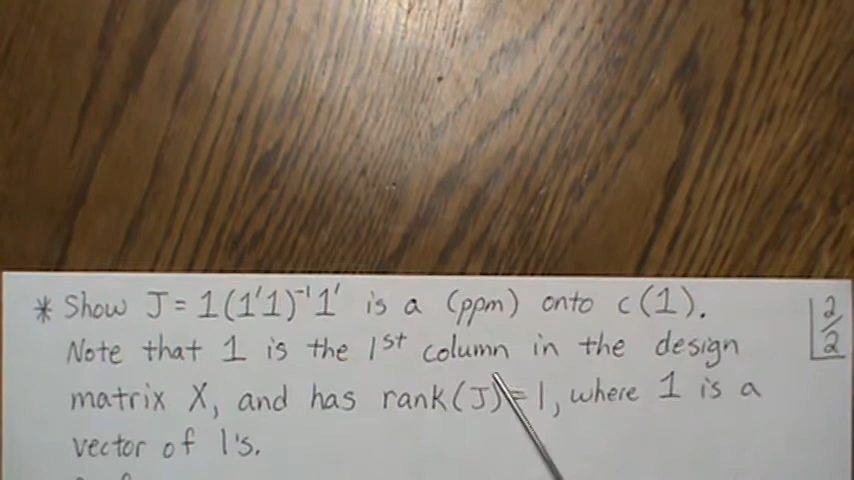 * Show J = 1(1'1)⁻¹1' is a (ppm) onto c(1).
Note that 1 is the 1st column in the design
matrix X, and has rank(J) = 1, where 1 is a
vector of 1's.
2/2